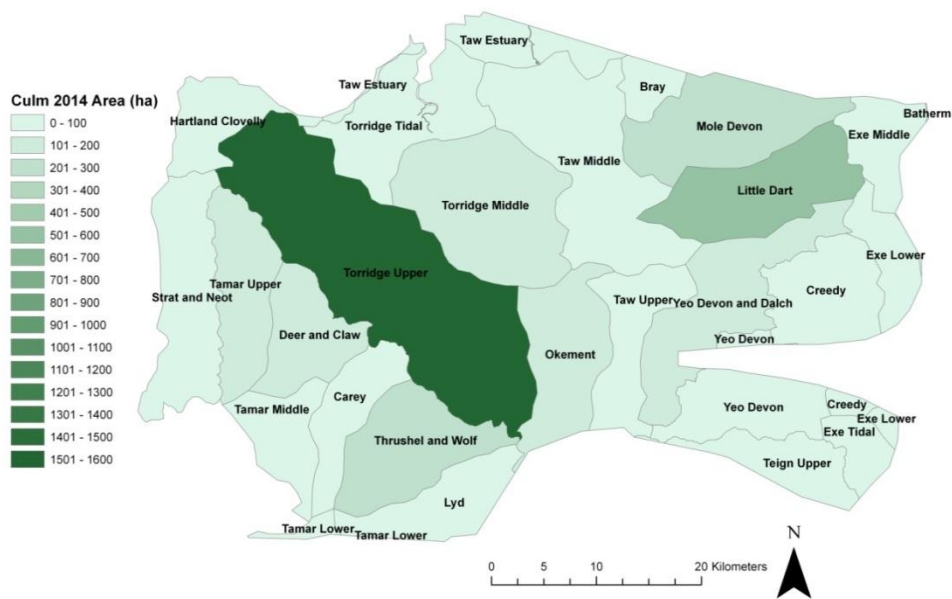 Taw Estuary
Taw Estuary
Bray
Culm 2014 Area (ha)
0 - 100
101 - 200
201 - 300
301 - 400
401 - 500
501 - 600
601 - 700
701 - 800
801 - 900
901 - 1000
1001 - 1100
1101 - 1200
1201 - 1300
1301 - 1400
1401 - 1500
1501 - 1600
Hartland Clovelly
Torridge Tidal
Mole Devon
Batherm
Exe Middle
Taw Middle
Little Dart
Torridge Middle
Exe Lower
Torridge Upper
Tamar Upper
Creedy
Strat and Neot
Taw Upper
Yeo Devon and Dalch
Deer and Claw
Yeo Devon
Okement
Carey
Tamar Middle
Yeo Devon
Creedy
Exe Lower
Exe Tidal
Thrushel and Wolf
Teign Upper
Lyd
Tamar Lower
Tamar Lower
N
0 5 10 20 Kilometers